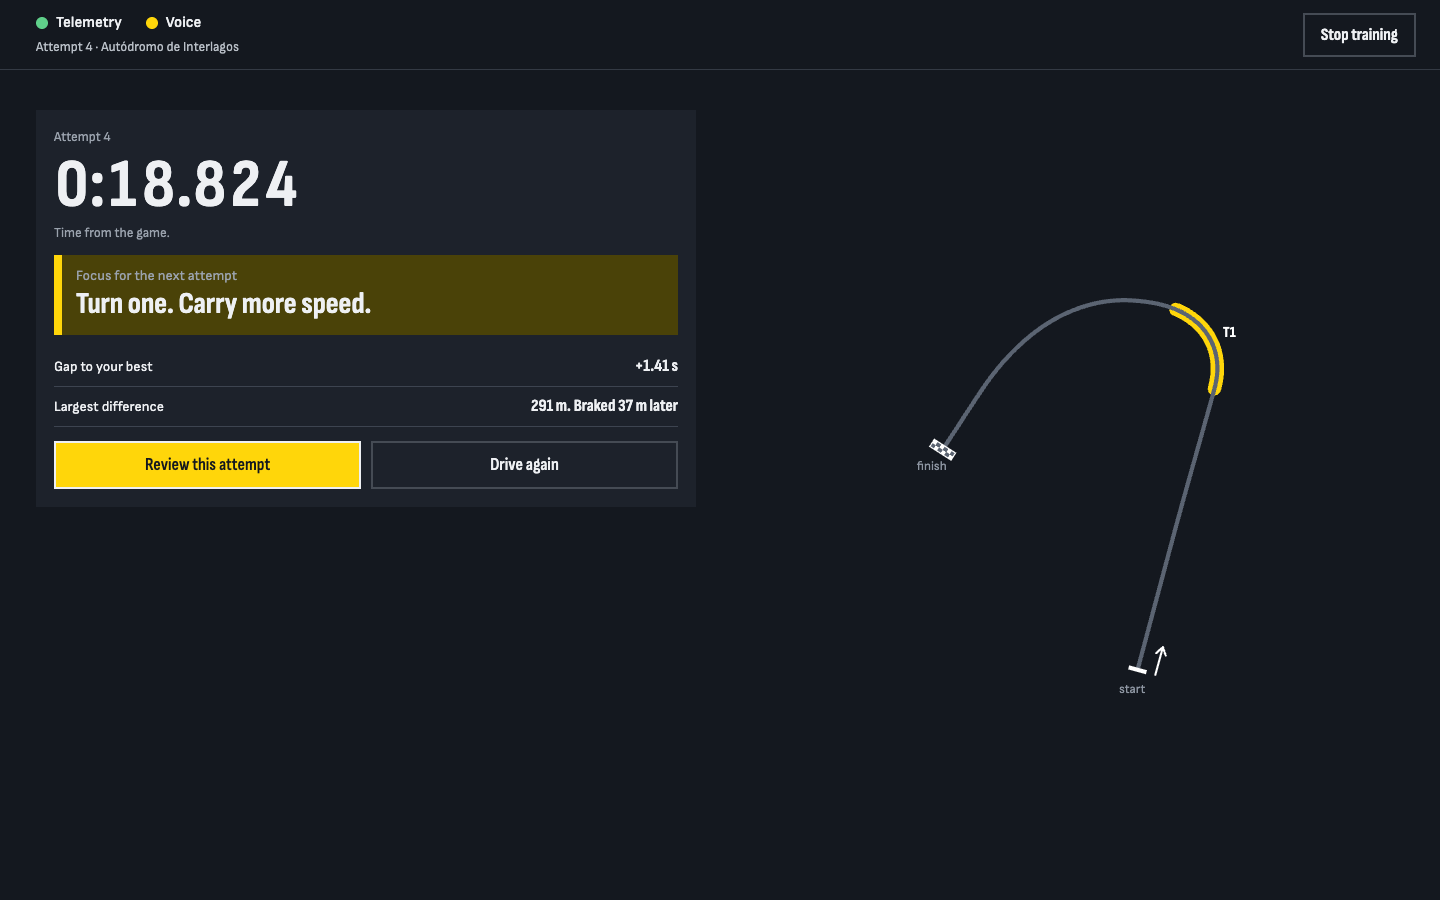 Telemetry Voice
Attempt 4 · Autódromo de Interlagos
Stop training
Attempt 4
0:18.824
Time from the game.
Focus for the next attempt
Turn one. Carry more speed.
Gap to your best +1.41 s
Largest difference 291 m. Braked 37 m later
Review this attempt Drive again
T1
finish
start